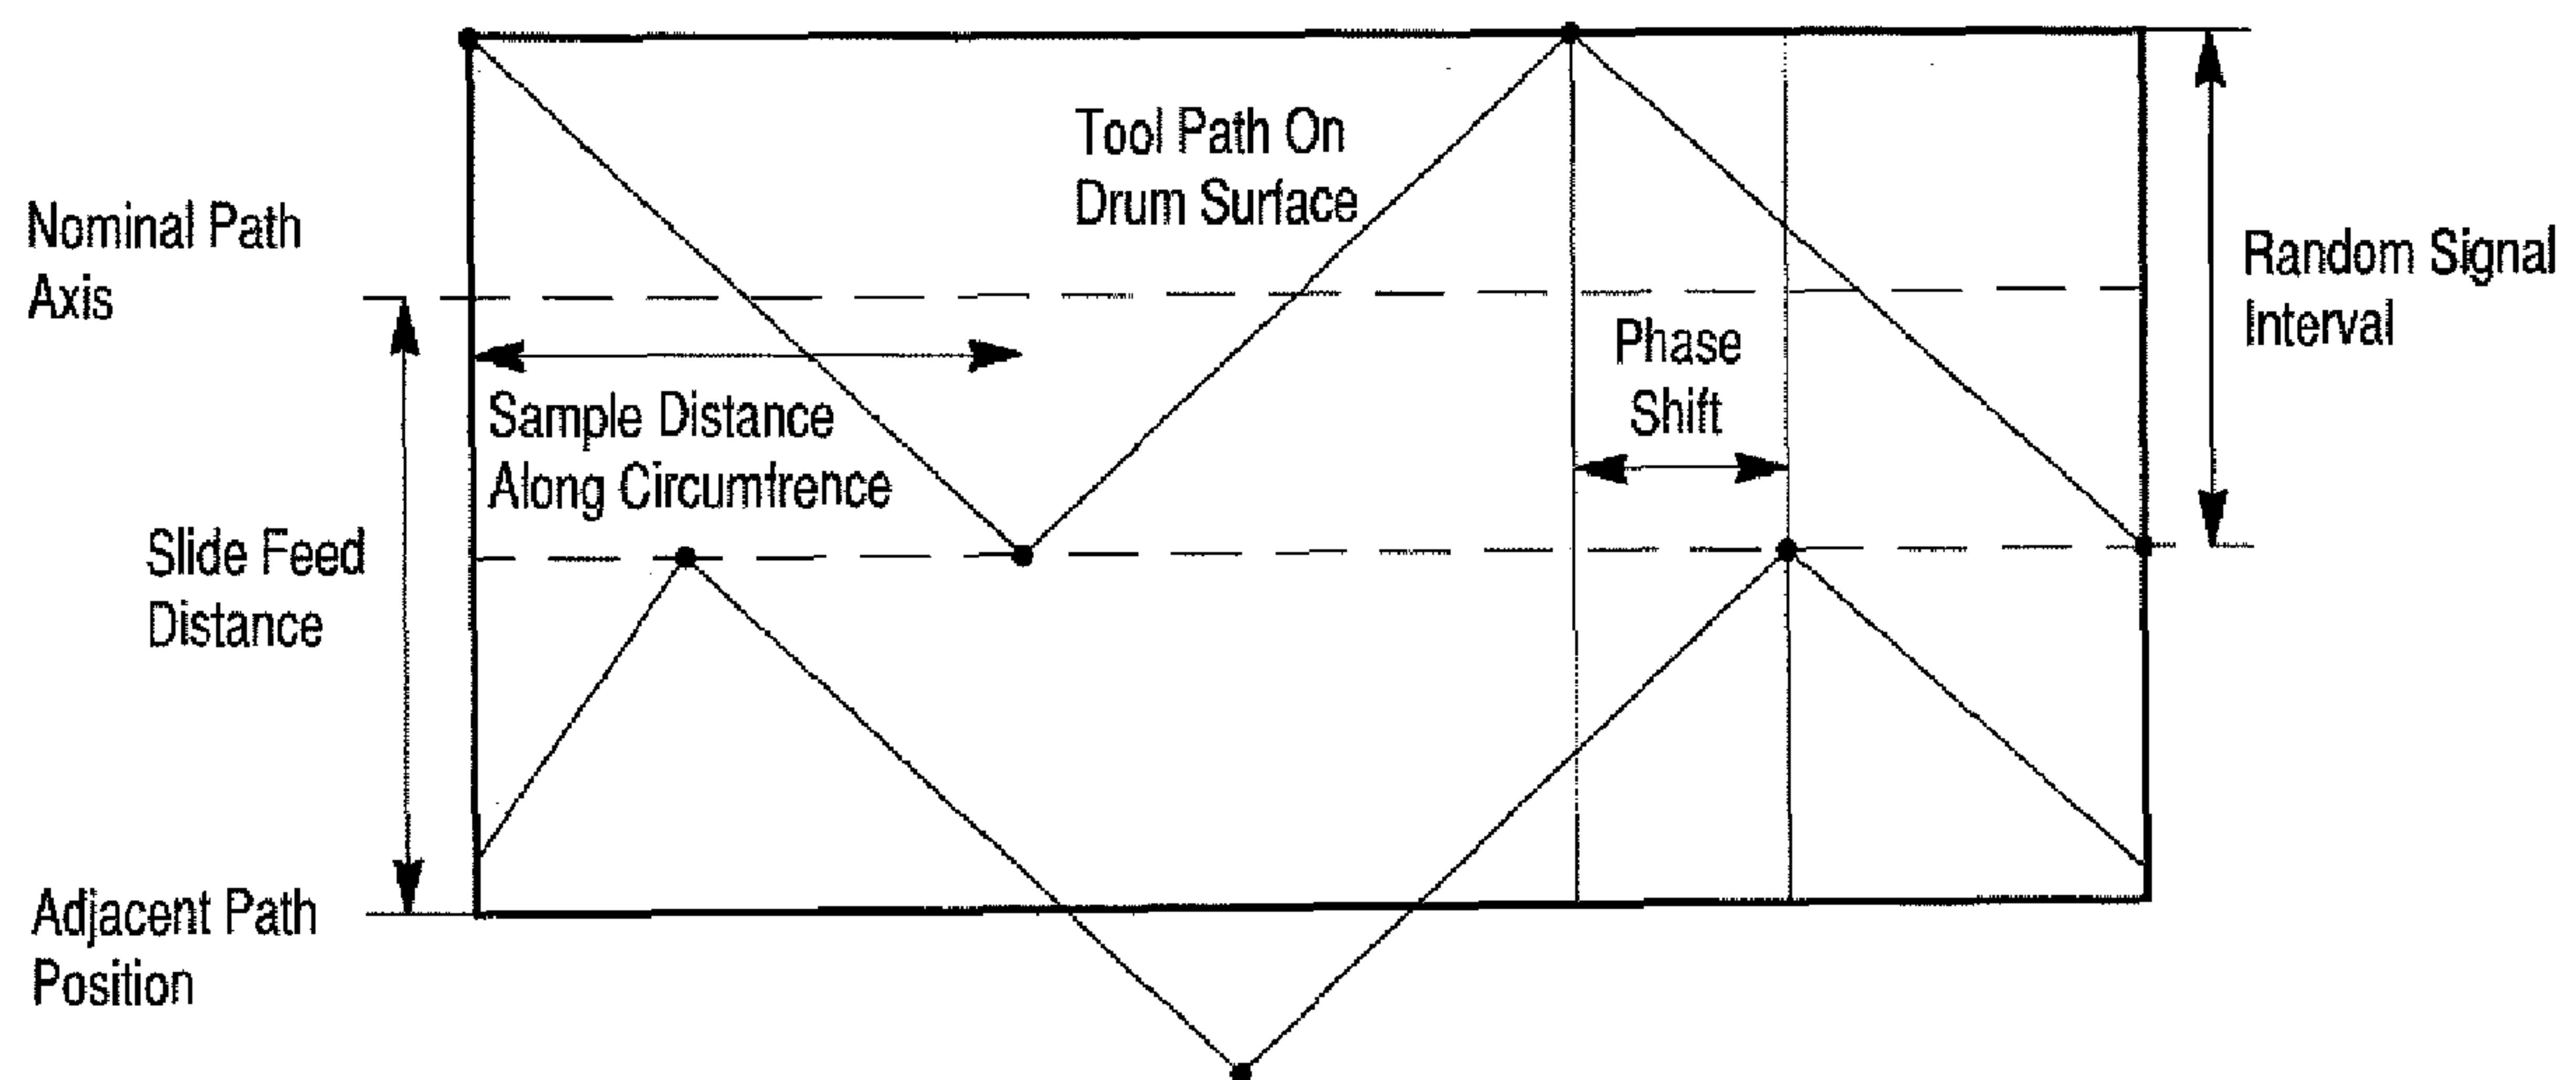 Tool Path On
Drum Surface
Nominal Path
Axis
Random Signal
Interval
Phase
Shift
Sample Distance
Along Circumfrence
Slide Feed
Distance
Adjacent Path
Position